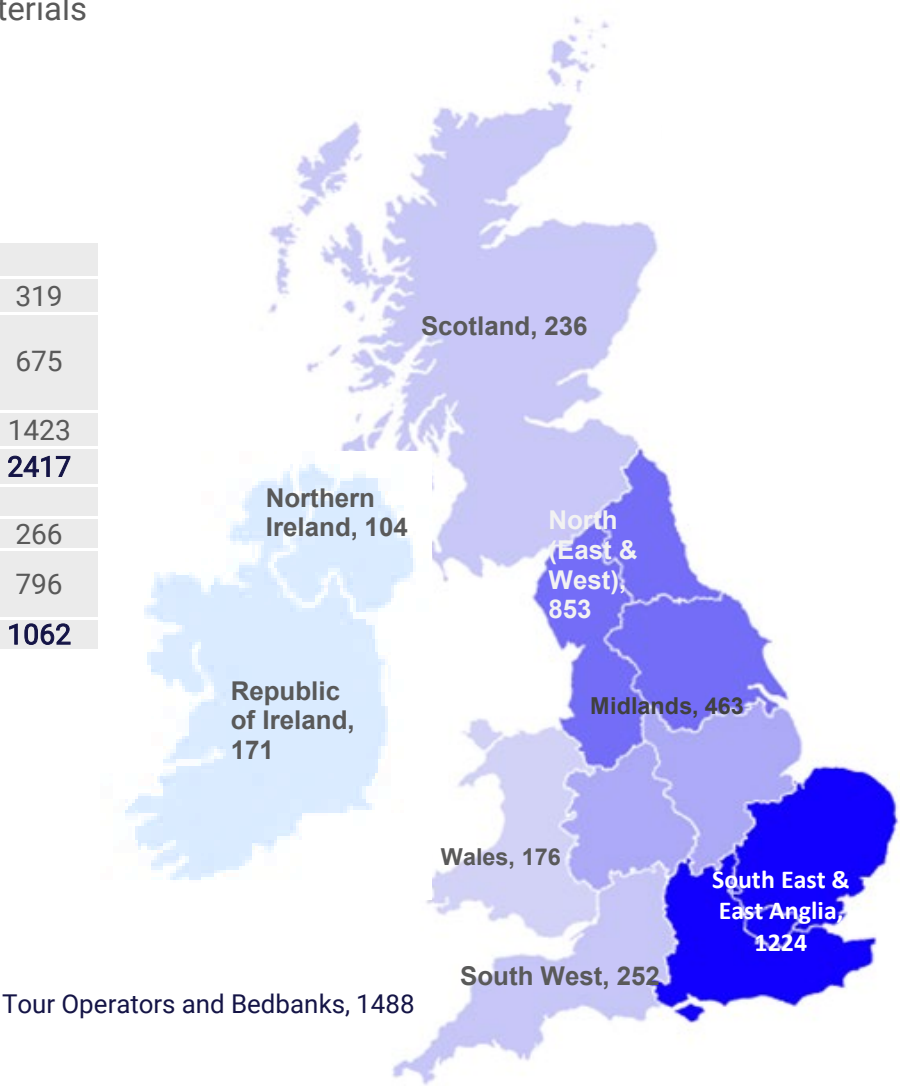 terials
319
675
1423
2417
266
796
1062
Scotland, 236
Northern
Ireland, 104
North
(East &
West),
853
Republic
of Ireland,
171
Midlands, 463
Wales, 176
South East &
East Anglia,
1224
South West, 252
Tour Operators and Bedbanks, 1488